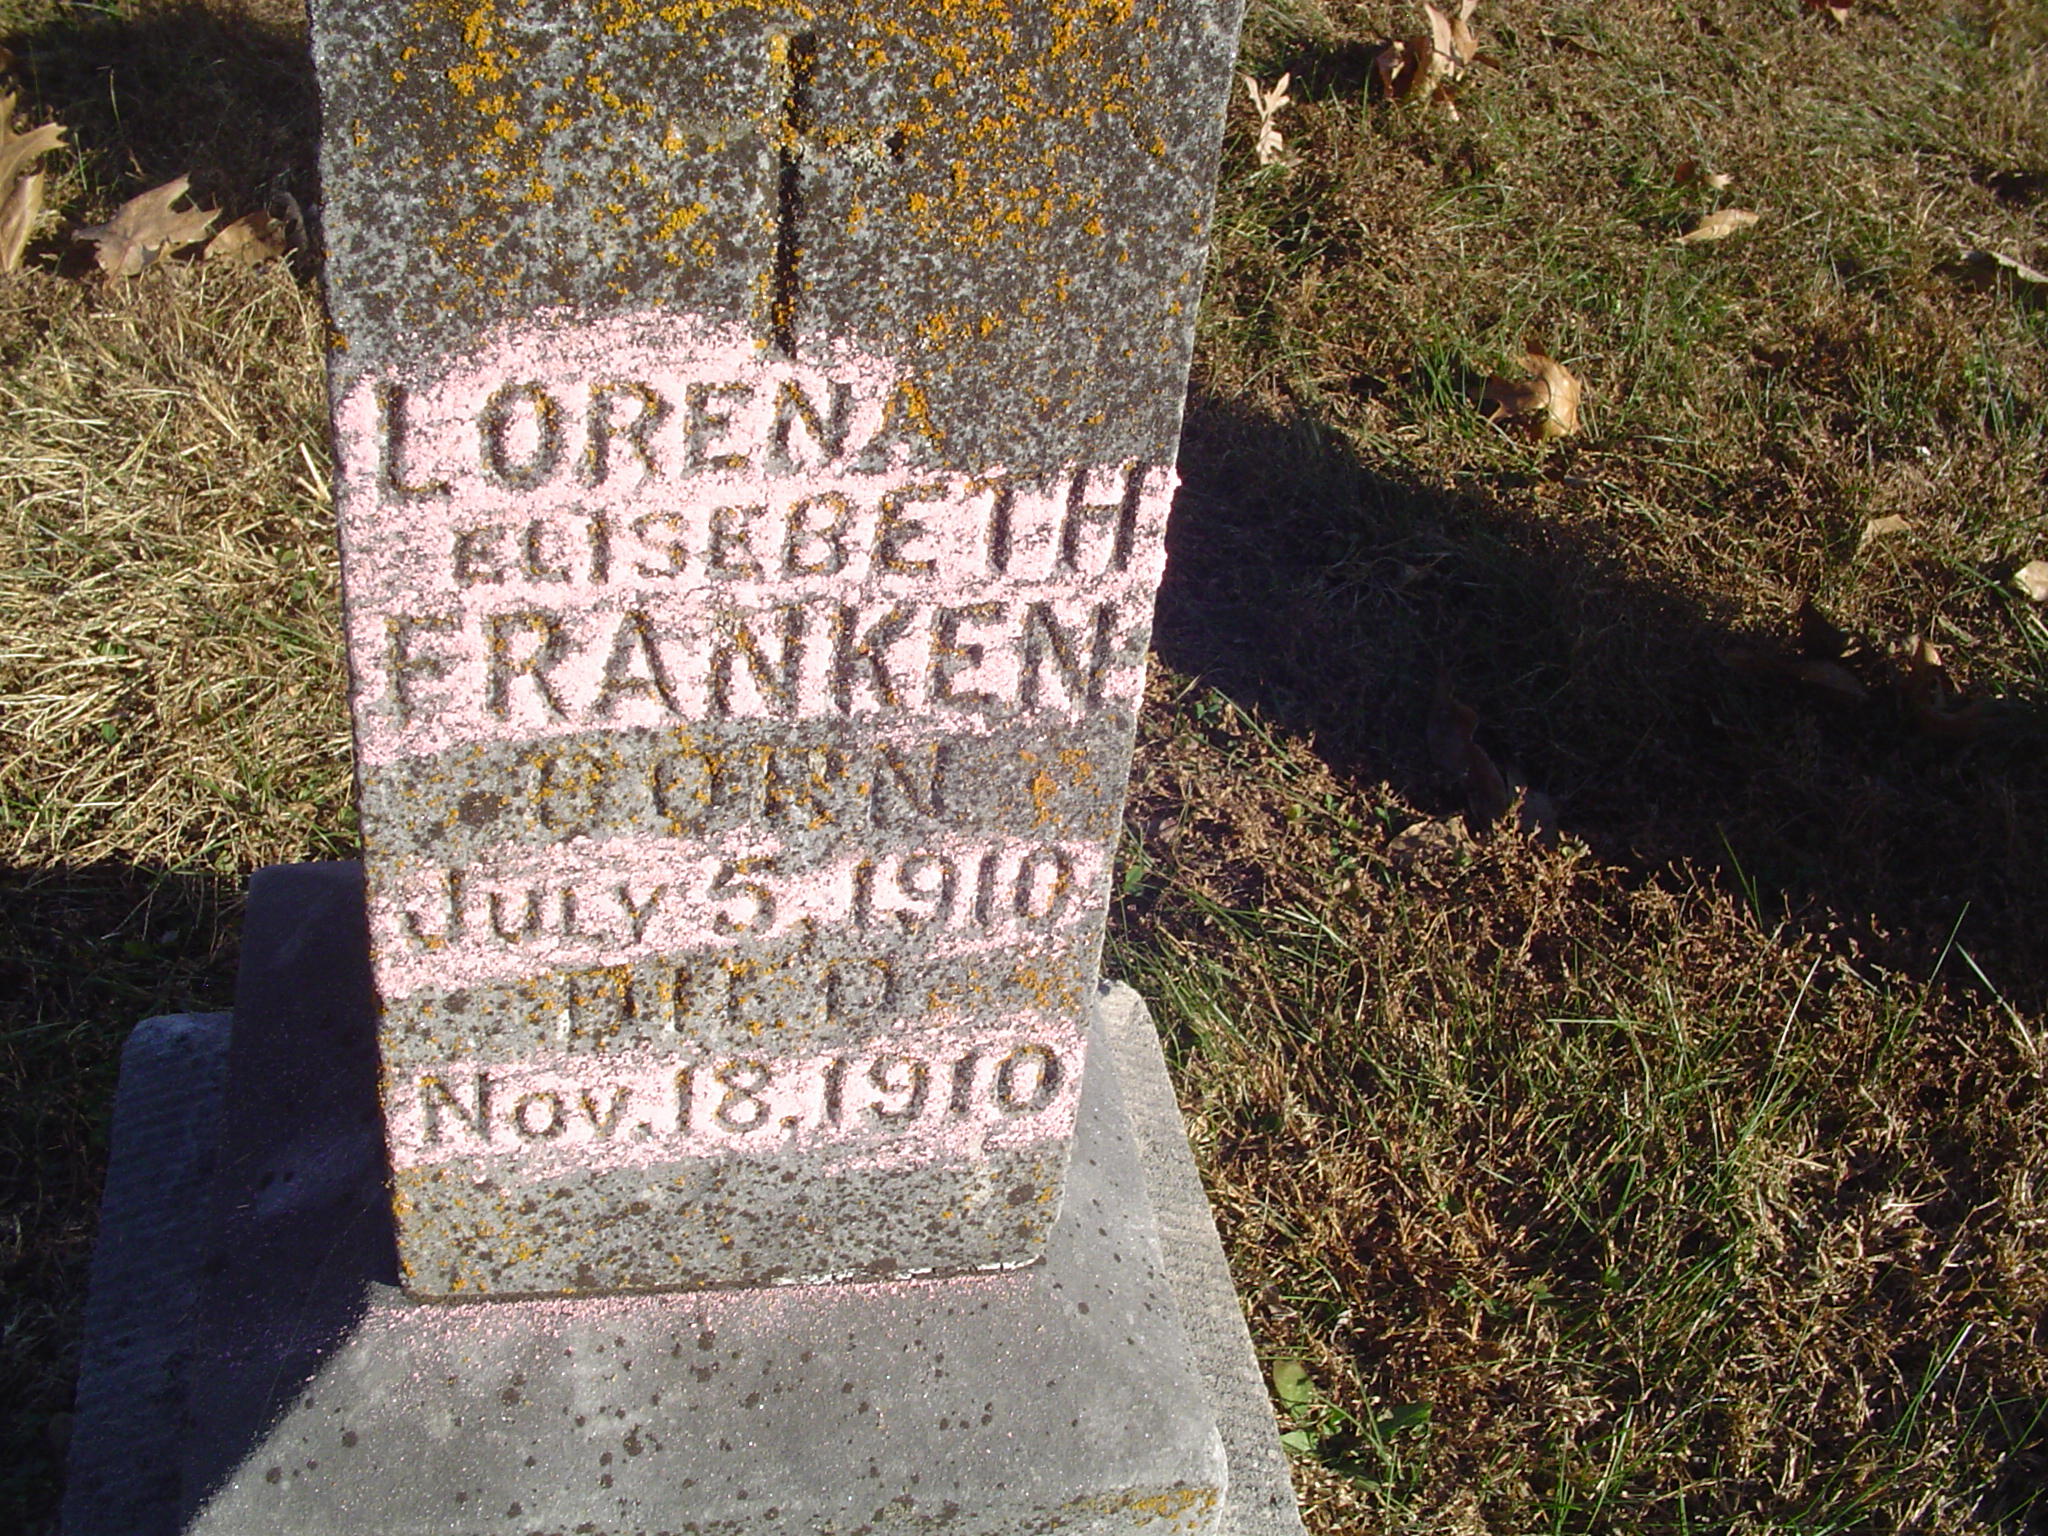 LORENA
ELISEBETH
FRANKEN
BORN
July 5, 1910
DIED
Nov. 18, 1910